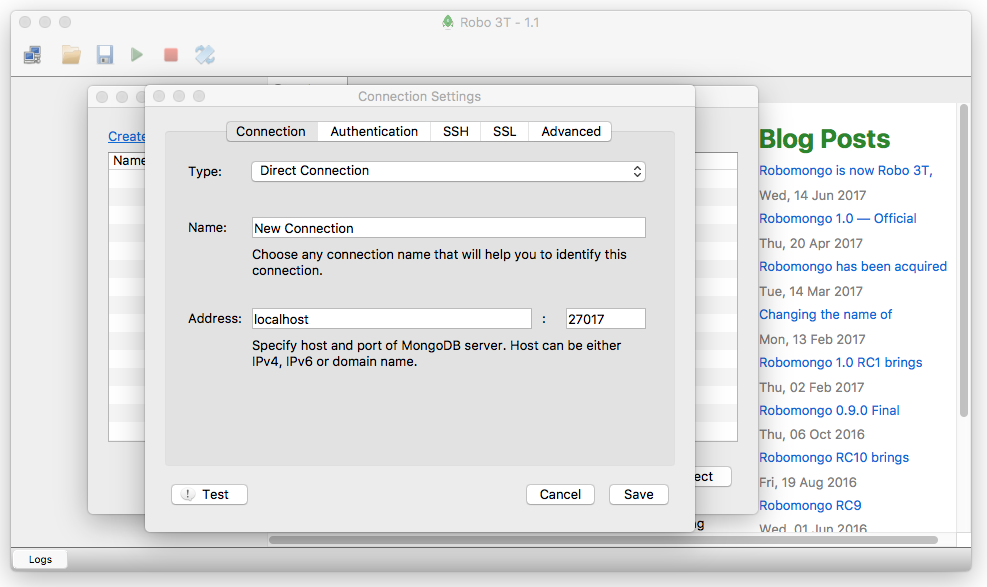 Robo 3T - 1.1
Connection Settings
Create
Name
Connection
Authentication
SSH
SSL
Advanced
Type:
Direct Connection
Name:
New Connection
Choose any connection name that will help you to identify this
connection.
Address:
localhost
:
27017
Specify host and port of MongoDB server. Host can be either
IPv4, IPv6 or domain name.
! Test
Cancel
Save
ect
ng
Blog Posts
Robomongo is now Robo 3T,
Wed, 14 Jun 2017
Robomongo 1.0 — Official
Thu, 20 Apr 2017
Robomongo has been acquired
Tue, 14 Mar 2017
Changing the name of
Mon, 13 Feb 2017
Robomongo 1.0 RC1 brings
Thu, 02 Feb 2017
Robomongo 0.9.0 Final
Thu, 06 Oct 2016
Robomongo RC10 brings
Fri, 19 Aug 2016
Robomongo RC9
Wed, 01 Jun 2016
Logs